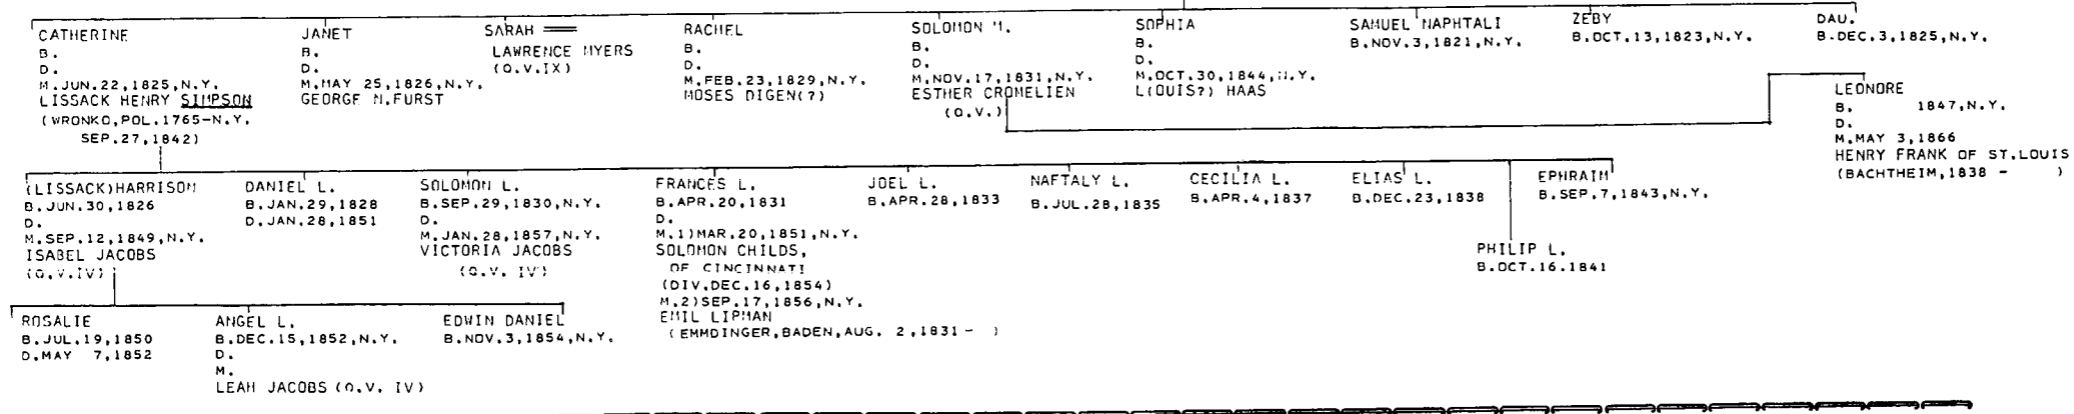 CATHERINE
B.
D.
M.JUN.22,1825,N.Y.
LISSACK HENRY SIMPSON
(WRONKO,POL.1765-N.Y.
SEP.27,1842)
JANET
B.
D.
M.MAY 25,1826,N.Y.
GEORGE M.FURST
SARAH
LAWRENCE MYERS
(Q.V.IX)
RACHEL
B.
D.
M.FEB.23,1829,N.Y.
MOSES DIGEN(?)
SOLOMON M.
B.
D.
M.NOV.17,1831,N.Y.
ESTHER CROMELIEN
(Q.V.)
SOPHIA
B.
D.
M.OCT.30,1844,N.Y.
L(OUIS?) HAAS
SAMUEL NAPHTALI
B.NOV.3,1821,N.Y.
ZEBY
B.OCT.13,1823,N.Y.
DAU.
B.DEC.3,1825,N.Y.
LEONORE
B. 1847,N.Y.
D.
M.MAY 3,1866
HENRY FRANK OF ST.LOUIS
(BACHTHEIM,1838 - )
(LISSACK)HARRISON
B.JUN.30,1826
D.
M.SEP.12,1849,N.Y.
ISABEL JACOBS
(Q.V.IV)
DANIEL L.
B.JAN.29,1828
D.JAN.28,1851
SOLOMON L.
B.SEP.29,1830,N.Y.
D.
M.JAN.28,1857,N.Y.
VICTORIA JACOBS
(Q.V. IV)
FRANCES L.
B.APR.20,1831
D.
M.1)MAR.20,1851,N.Y.
SOLOMON CHILDS,
OF CINCINNATI
(DIV.DEC.16,1854)
M.2)SEP.17,1856,N.Y.
EMIL LIPMAN
(EMMDINGER,BADEN,AUG. 2,1831 - )
JOEL L.
B.APR.28,1833
NAFTALY L.
B.JUL.28,1835
CECILIA L.
B.APR.4,1837
ELIAS L.
B.DEC.23,1838
EPHRAIM
B.SEP.7,1843,N.Y.
PHILIP L.
B.OCT.16.1841
ROSALIE
B.JUL.19,1850
D.MAY 7,1852
ANGEL L.
B.DEC.15,1852,N.Y.
D.
M.
LEAH JACOBS (Q.V. IV)
EDWIN DANIEL
B.NOV.3,1854,N.Y.